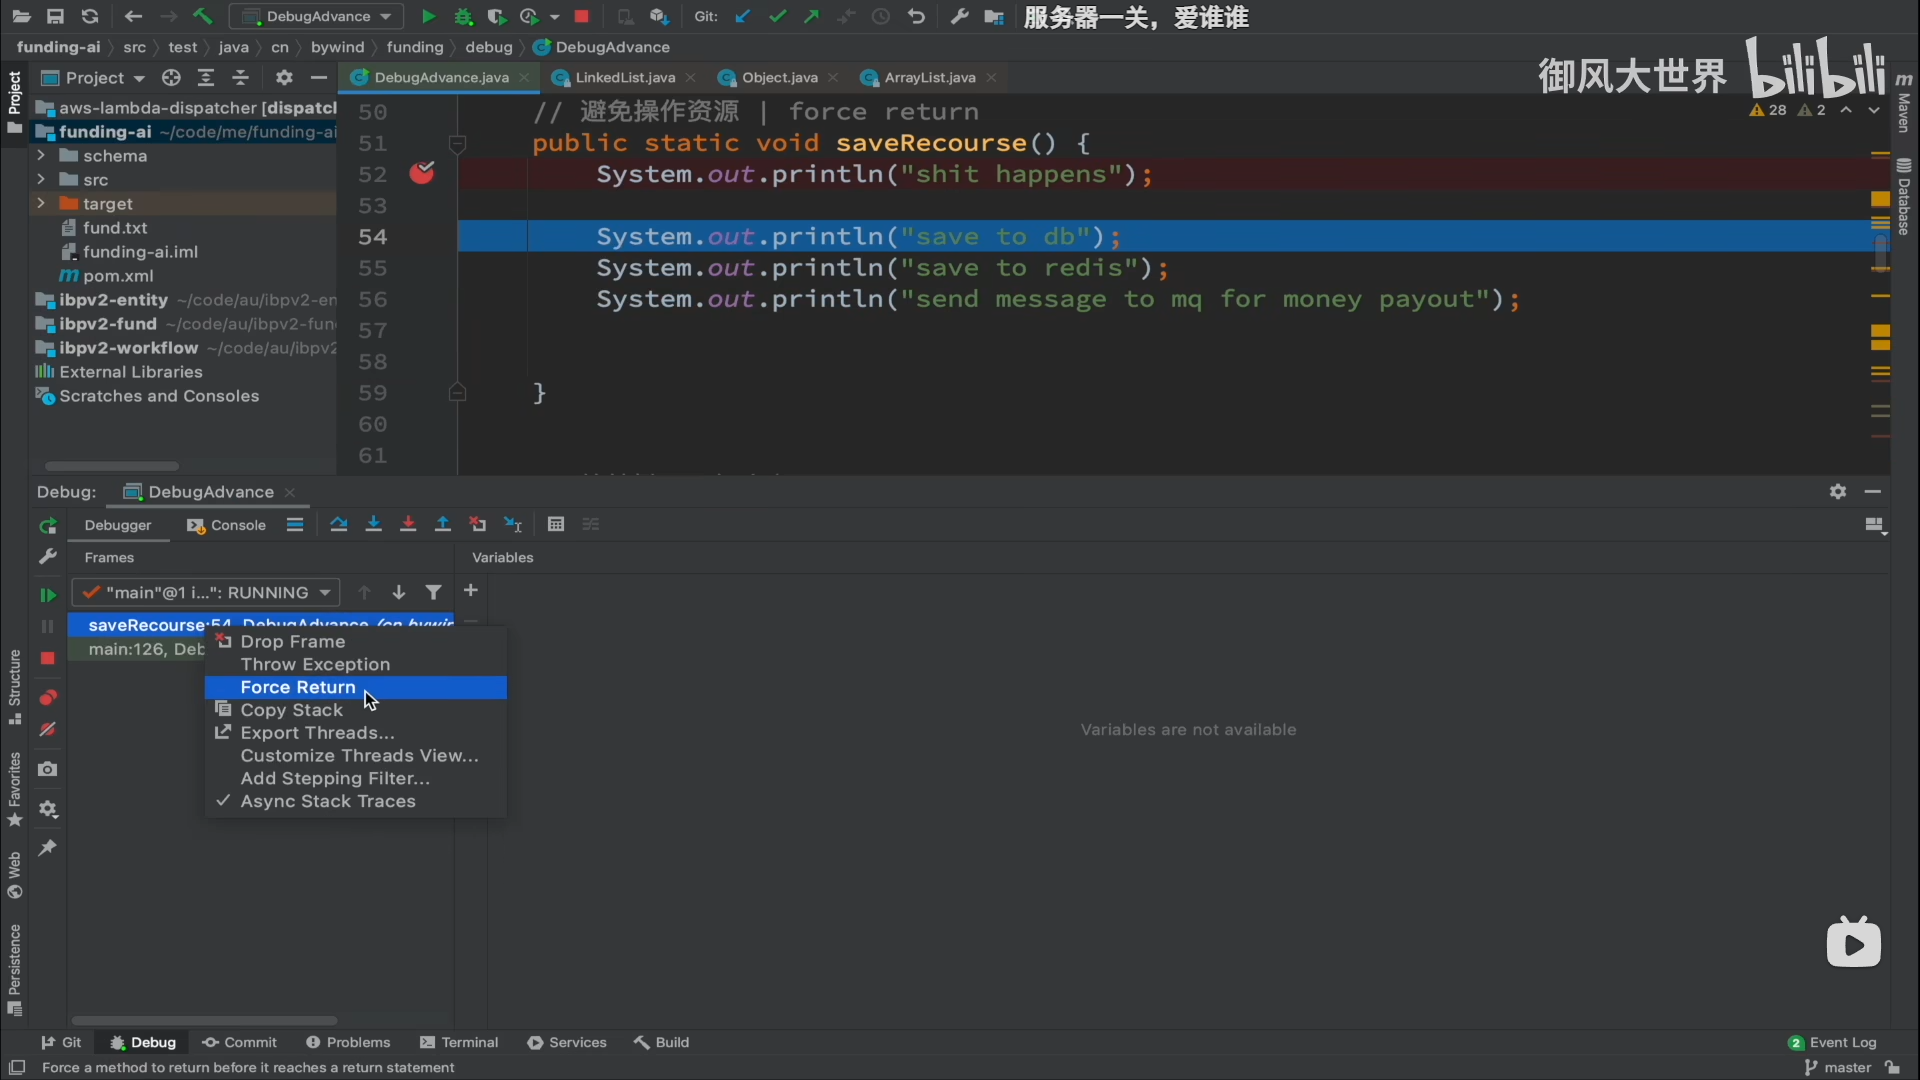 DebugAdvance
Git:
服务器一关，爱谁谁
funding-ai
src
test
java
cn
bywind
funding
debug
DebugAdvance
御风大世界
bilibili
Project
Project
DebugAdvance.java
LinkedList.java
Object.java
ArrayList.java
Maven
Database
28
2
aws-lambda-dispatcher [dispatcl
funding-ai ~/code/me/funding-ai
schema
src
target
fund.txt
funding-ai.iml
pom.xml
ibpv2-entity ~/code/au/ibpv2-en
ibpv2-fund ~/code/au/ibpv2-fun
ibpv2-workflow ~/code/au/ibpv2
External Libraries
Scratches and Consoles
50 // 避免操作资源 | force return
51 public static void saveRecourse() {
52 System.out.println("shit happens");
53
54 System.out.println("save to db");
55 System.out.println("save to redis");
56 System.out.println("send message to mq for money payout");
57
58
59 }
60
61
Debug:
DebugAdvance
Debugger
Console
Frames
Variables
"main"@1 i...": RUNNING
saveRecourse:54, DebugAdvance (cn.bywin
main:126, Deb
Drop Frame
Throw Exception
Force Return
Copy Stack
Export Threads...
Customize Threads View...
Add Stepping Filter...
Async Stack Traces
Variables are not available
Structure
Favorites
Web
Persistence
Git
Debug
Commit
Problems
Terminal
Services
Build
2 Event Log
Force a method to return before it reaches a return statement
master